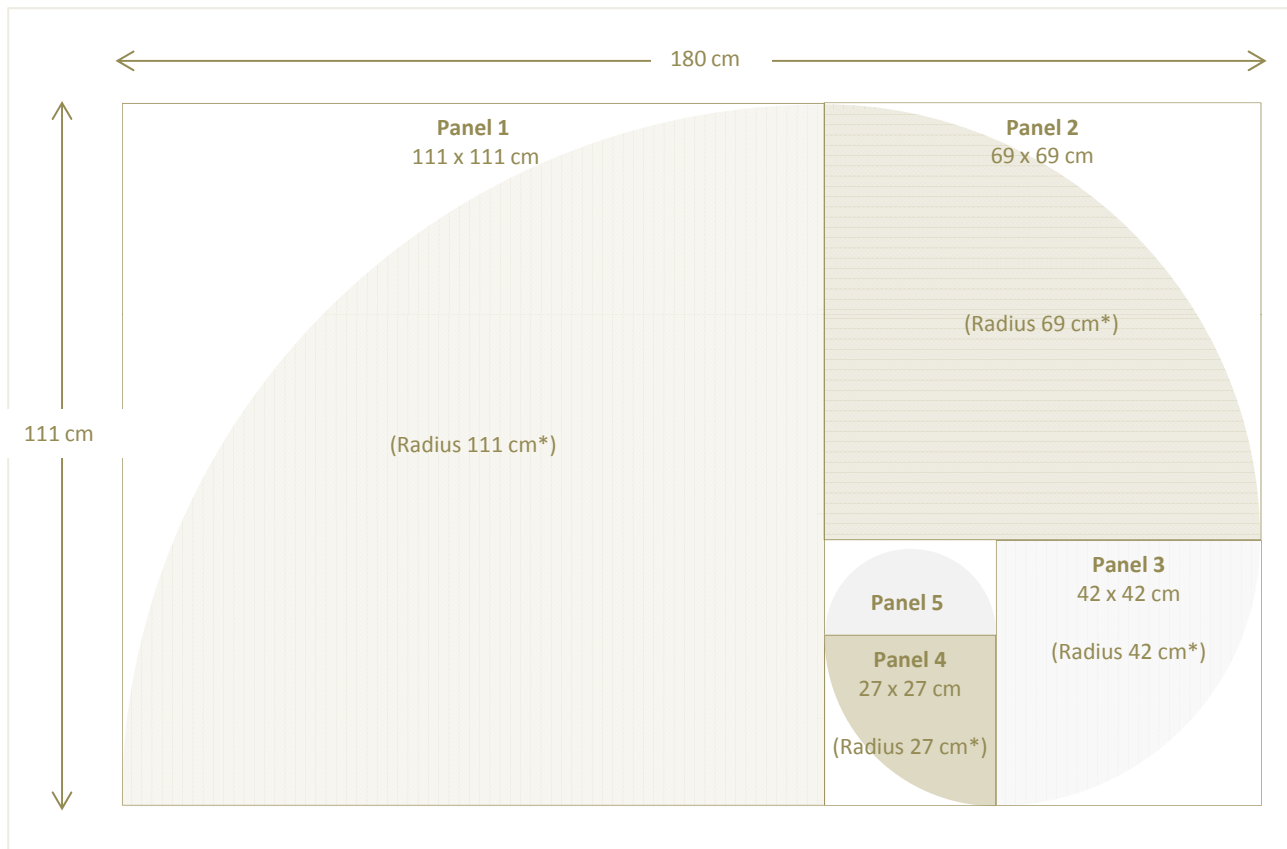 180 cm
Panel 1
111 x 111 cm
Panel 2
69 x 69 cm
(Radius 69 cm*)
111 cm
(Radius 111 cm*)
Panel 3
42 x 42 cm
(Radius 42 cm*)
Panel 5
Panel 4
27 x 27 cm
(Radius 27 cm*)